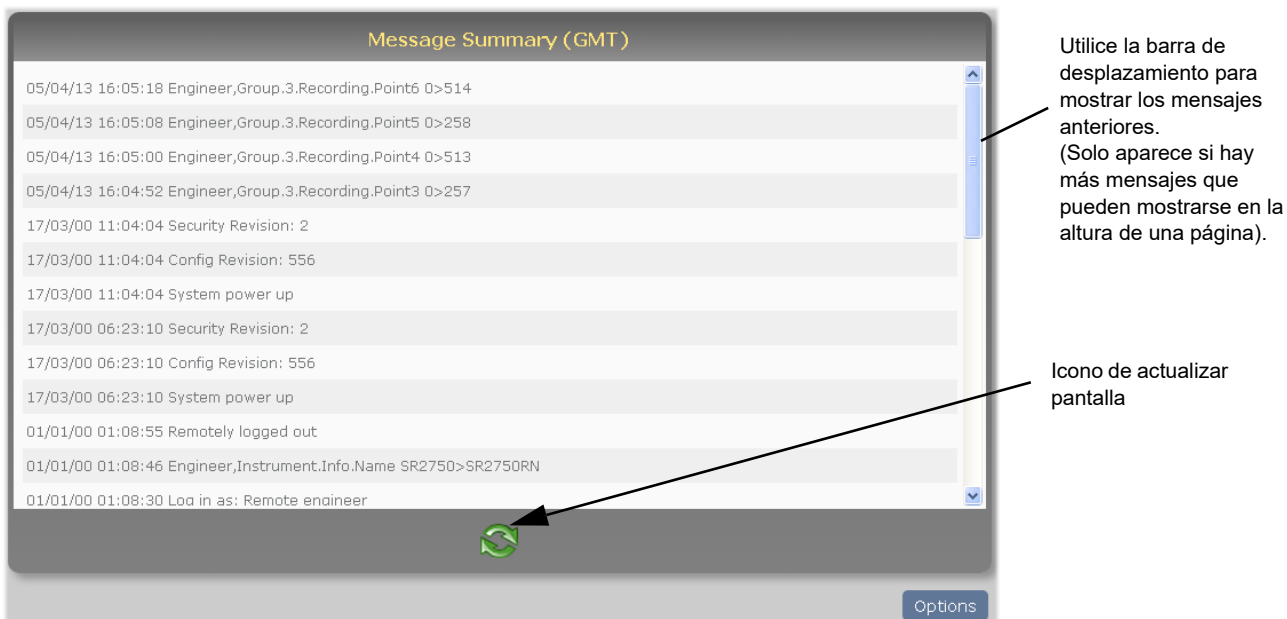 Message Summary (GMT)
05/04/13 16:05:18 Engineer,Group.3.Recording.Point6 0>514
05/04/13 16:05:08 Engineer,Group.3.Recording.Point5 0>258
05/04/13 16:05:00 Engineer,Group.3.Recording.Point4 0>513
05/04/13 16:04:52 Engineer,Group.3.Recording.Point3 0>257
17/03/00 11:04:04 Security Revision: 2
17/03/00 11:04:04 Config Revision: 556
17/03/00 11:04:04 System power up
17/03/00 06:23:10 Security Revision: 2
17/03/00 06:23:10 Config Revision: 556
17/03/00 06:23:10 System power up
01/01/00 01:08:55 Remotely logged out
01/01/00 01:08:46 Engineer,Instrument.Info.Name SR2750>SR2750RN
01/01/00 01:08:30 Log in as: Remote engineer
Options
Utilice la barra de
desplazamiento para
mostrar los mensajes
anteriores.
(Solo aparece si hay
más mensajes que
pueden mostrarse en la
altura de una página).
Icono de actualizar
pantalla